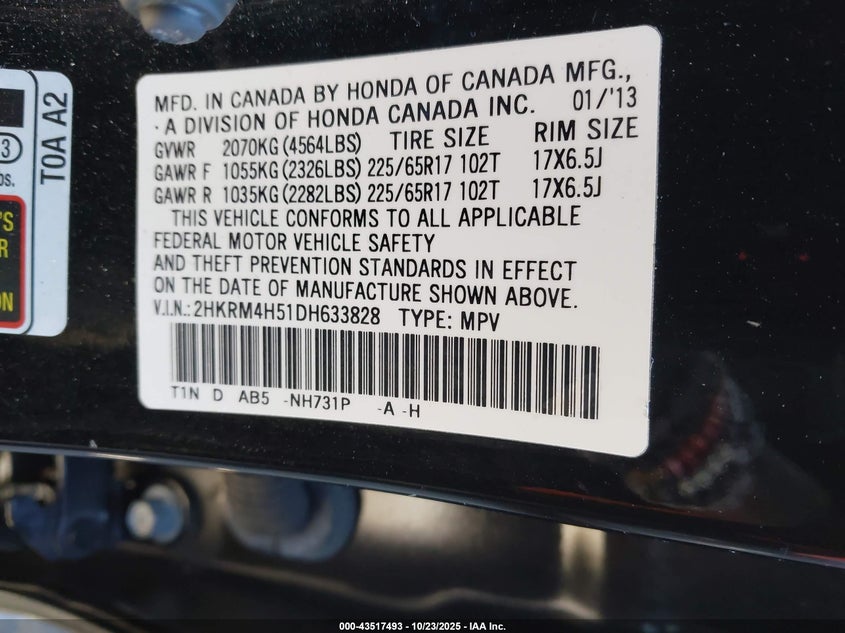 MFD. IN CANADA BY HONDA OF CANADA MFG.,
· A DIVISION OF HONDA CANADA INC. 01/'13
GVWR 2070KG (4564LBS) TIRE SIZE RIM SIZE
GAWR F 1055KG (2326LBS) 225/65R17 102T 17X6.5J
GAWR R 1035KG (2282LBS) 225/65R17 102T 17X6.5J
THIS VEHICLE CONFORMS TO ALL APPLICABLE
FEDERAL MOTOR VEHICLE SAFETY
AND THEFT PREVENTION STANDARDS IN EFFECT
ON THE DATE OF MANUFACTURE SHOWN ABOVE.
V.I.N.:2HKRM4H51DH633828 TYPE: MPV
T1N D AB5 -NH731P -A -H
T0A A2
3
'S
R
ON
000-43517493 - 10/23/2025 - IAA Inc.